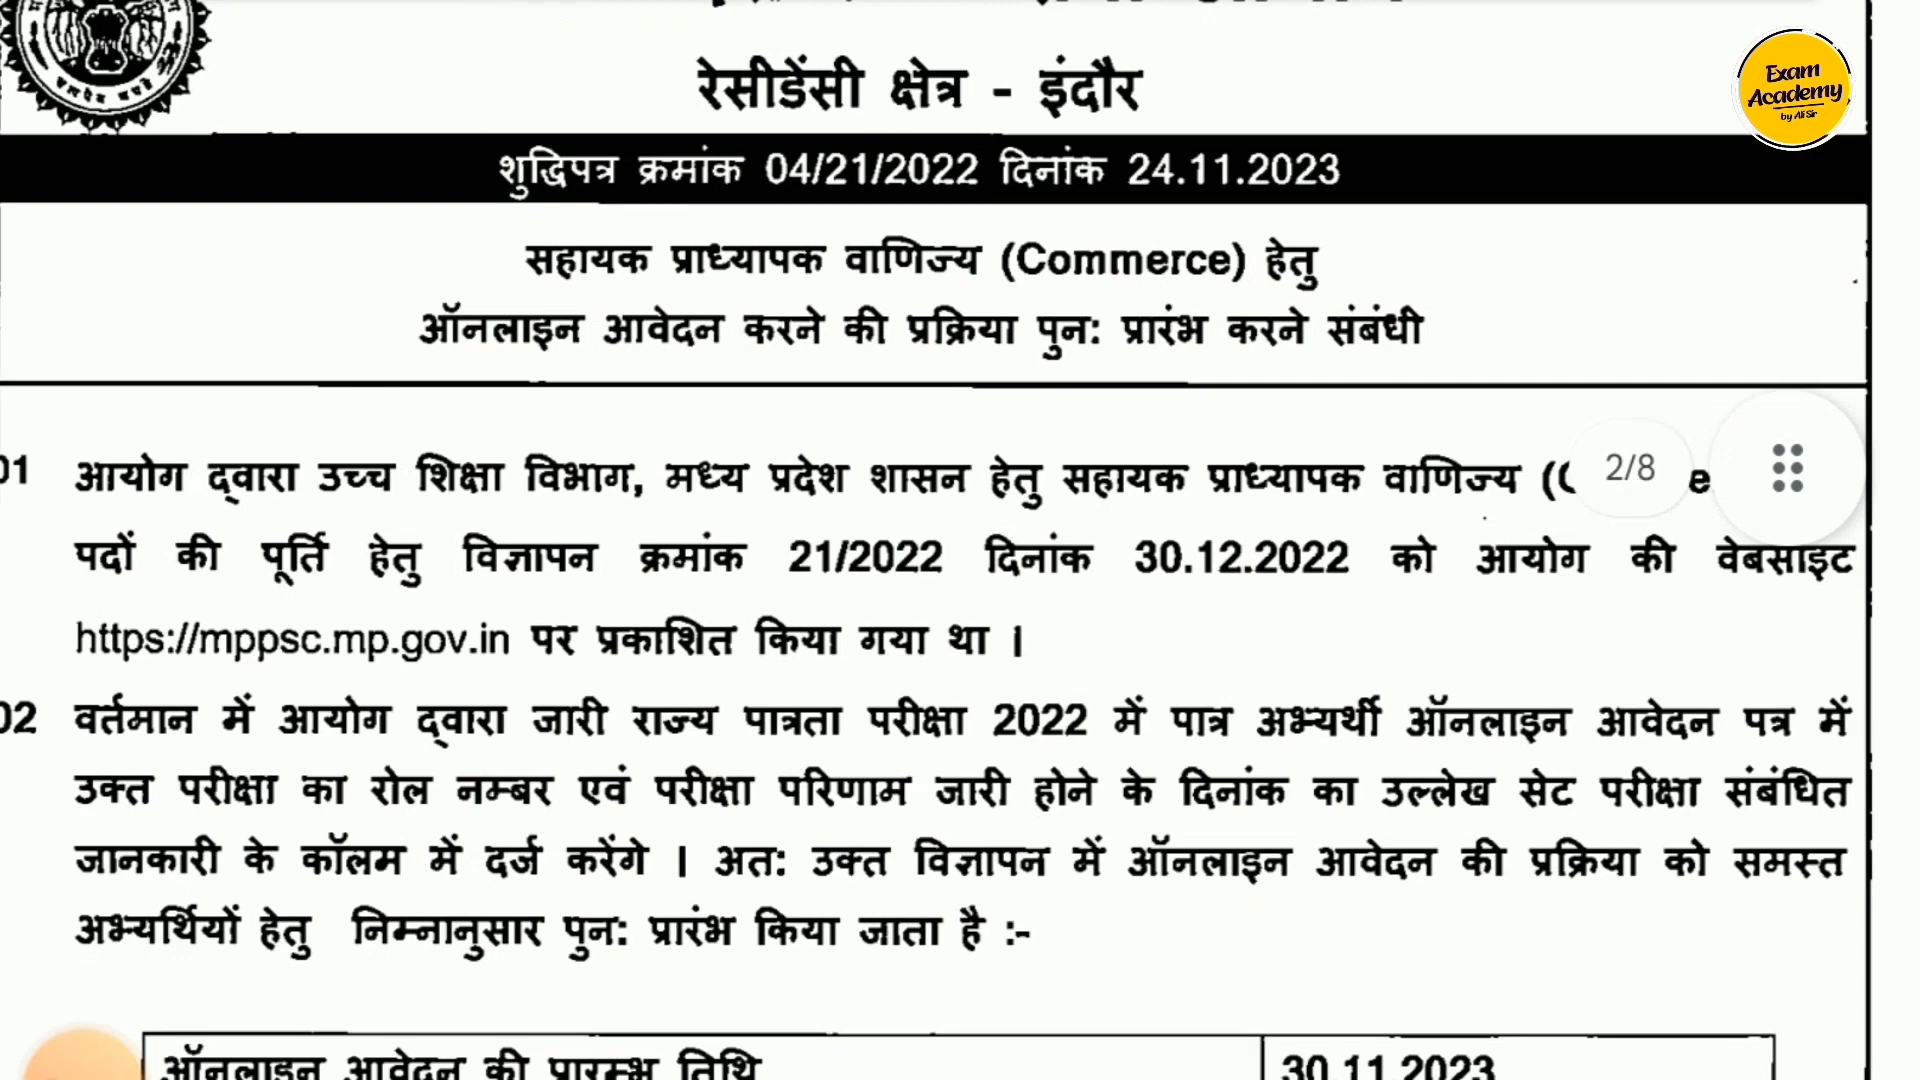 रेसीडेंसी क्षेत्र - इंदौर
Exam
Academy
by Ali Sir
शुद्धिपत्र क्रमांक 04/21/2022 दिनांक 24.11.2023
सहायक प्राध्यापक वाणिज्य (Commerce) हेतु
ऑनलाइन आवेदन करने की प्रक्रिया पुन: प्रारंभ करने संबंधी
01 आयोग द्वारा उच्च शिक्षा विभाग, मध्य प्रदेश शासन हेतु सहायक प्राध्यापक वाणिज्य
2/8
पदों की पूर्ति हेतु विज्ञापन क्रमांक 21/2022 दिनांक 30.12.2022 को आयोग की वेबसाइट
https://mppsc.mp.gov.in पर प्रकाशित किया गया था ।
02 वर्तमान में आयोग द्वारा जारी राज्य पात्रता परीक्षा 2022 में पात्र अभ्यर्थी ऑनलाइन आवेदन पत्र में
उक्त परीक्षा का रोल नम्बर एवं परीक्षा परिणाम जारी होने के दिनांक का उल्लेख सेट परीक्षा संबंधित
जानकारी के कॉलम में दर्ज करेंगे । अत: उक्त विज्ञापन में ऑनलाइन आवेदन की प्रक्रिया को समस्त
अभ्यर्थियों हेतु निम्नानुसार पुन: प्रारंभ किया जाता है :-
ऑनलाइन आवेदन की प्रारम्भ तिथि 30.11.2023